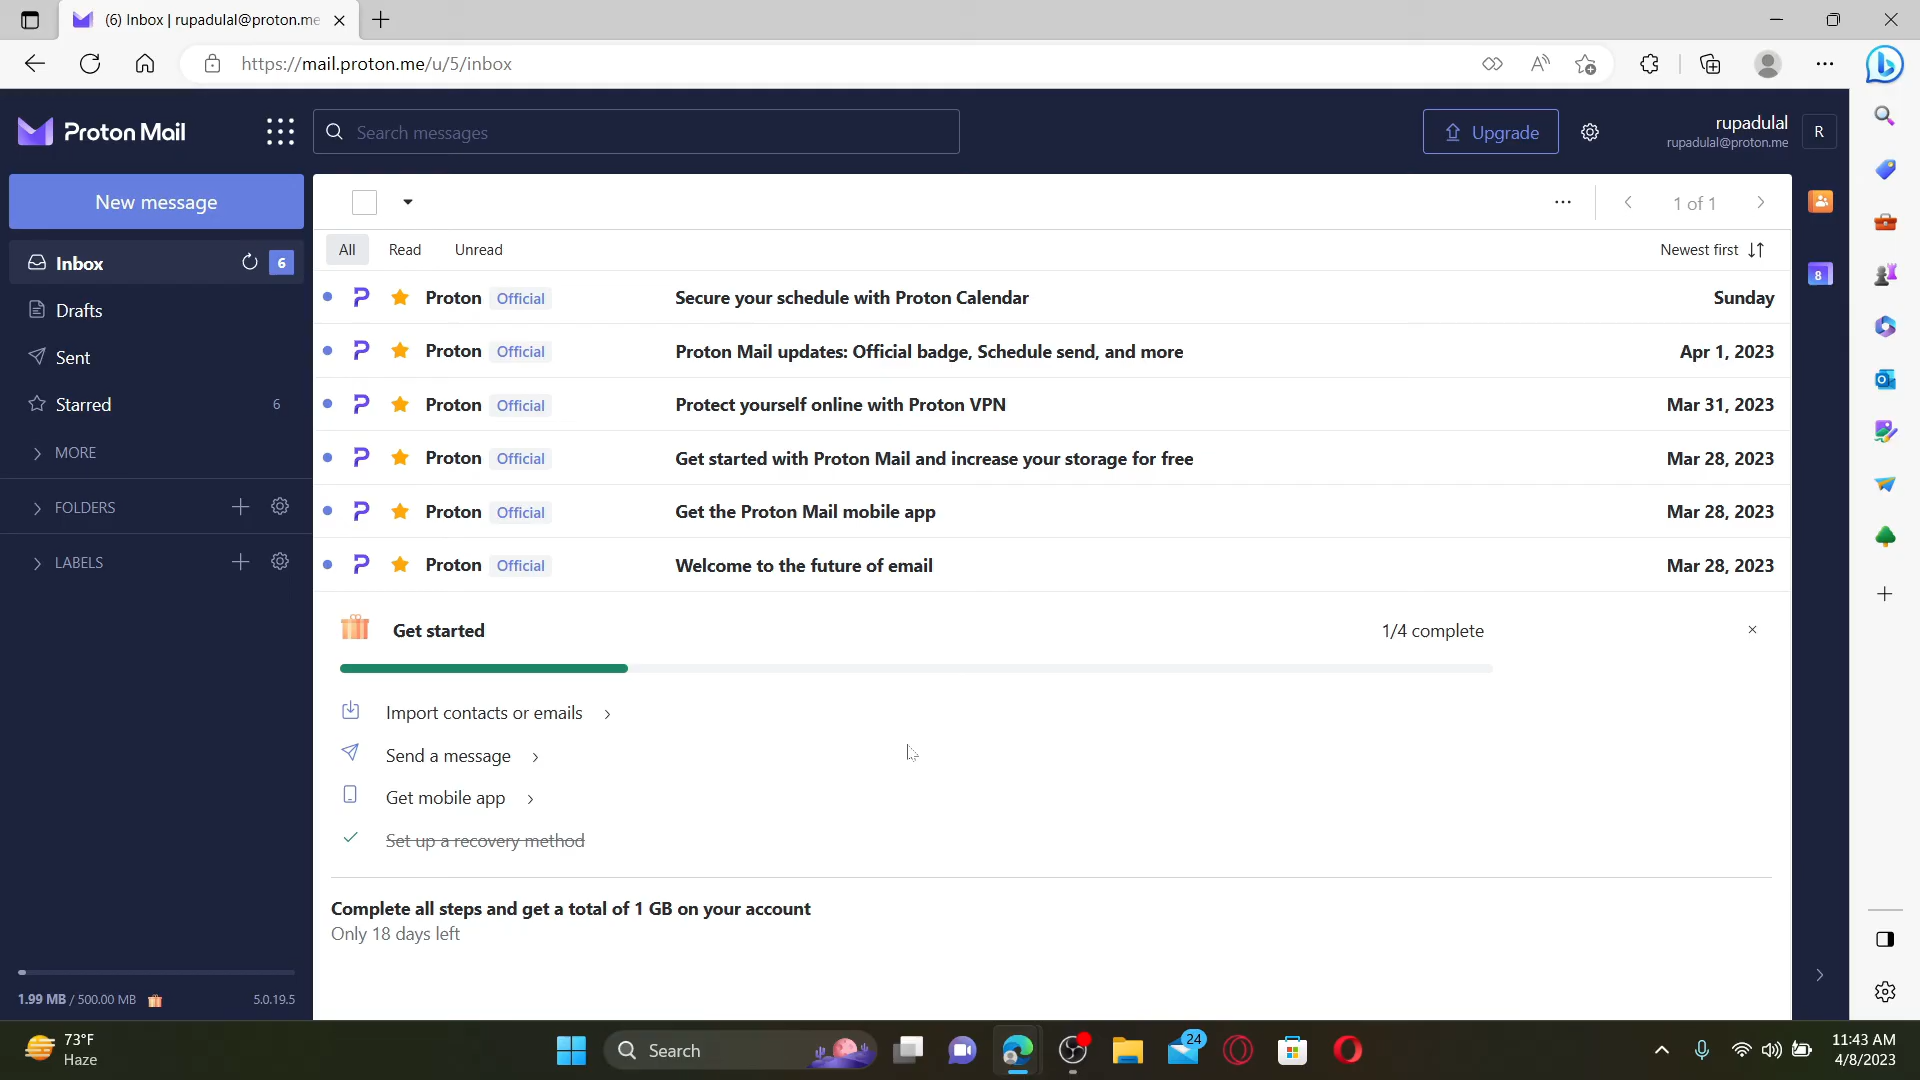 (6) Inbox | rupadulal@proton.me
https://mail.proton.me/u/5/inbox
Proton Mail
Search messages
Upgrade
rupadulal
rupadulal@proton.me
R
New message
1 of 1
Inbox 6
All Read Unread
Newest first
Drafts
Sent
Starred 6
MORE
FOLDERS
LABELS
8
Proton Official Secure your schedule with Proton Calendar Sunday
Proton Official Proton Mail updates: Official badge, Schedule send, and more Apr 1, 2023
Proton Official Protect yourself online with Proton VPN Mar 31, 2023
Proton Official Get started with Proton Mail and increase your storage for free Mar 28, 2023
Proton Official Get the Proton Mail mobile app Mar 28, 2023
Proton Official Welcome to the future of email Mar 28, 2023
Get started 1/4 complete
Import contacts or emails
Send a message
Get mobile app
Set up a recovery method
Complete all steps and get a total of 1 GB on your account
Only 18 days left
1.99 MB / 500.00 MB 5.0.19.5
73°F
Haze
Search
24
11:43 AM
4/8/2023